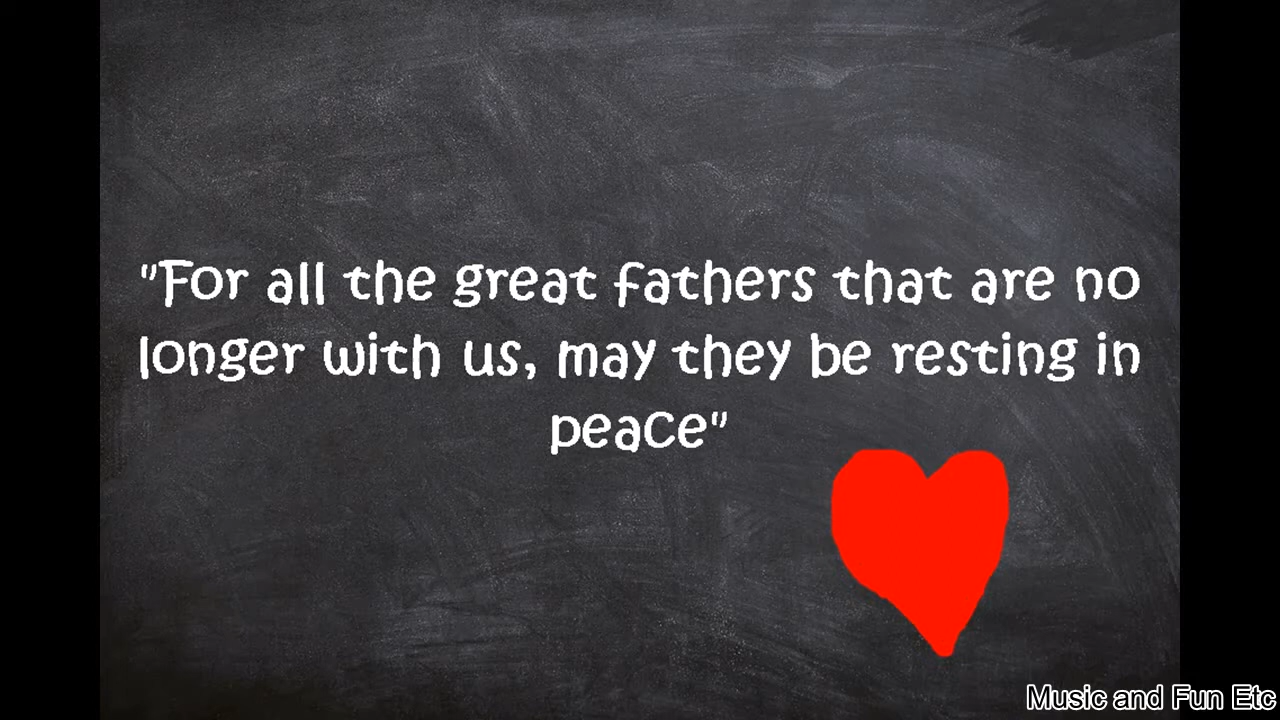 "For all the great fathers that are no
longer with us, may they be resting in
peace"
Music and Fun Etc